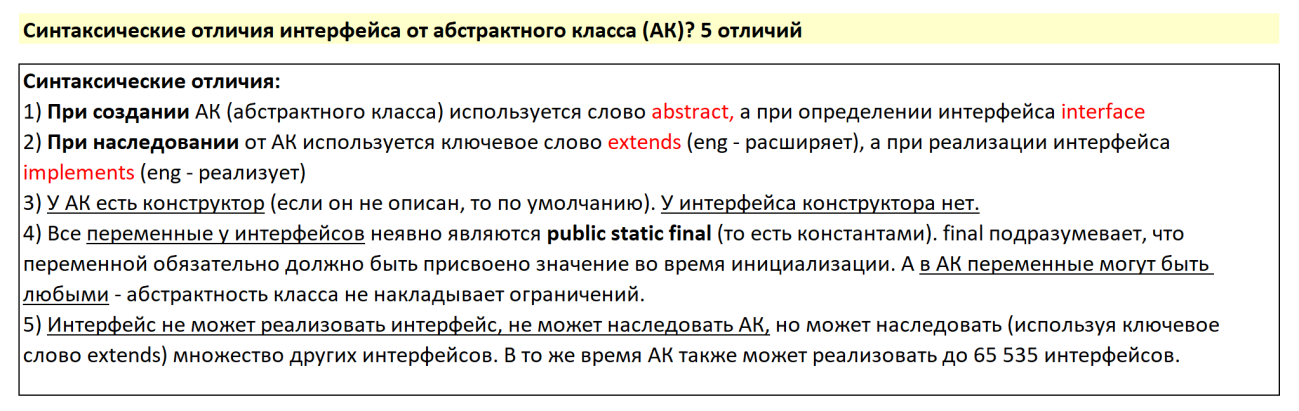 Синтаксические отличия интерфейса от абстрактного класса (АК)? 5 отличий
Синтаксические отличия:
1) При создании АК (абстрактного класса) используется слово abstract, а при определении интерфейса interface
2) При наследовании от АК используется ключевое слово extends (eng - расширяет), а при реализации интерфейса
implements (eng - реализует)
3) У АК есть конструктор (если он не описан, то по умолчанию). У интерфейса конструктора нет.
4) Все переменные у интерфейсов неявно являются public static final (то есть константами). final подразумевает, что
переменной обязательно должно быть присвоено значение во время инициализации. А в АК переменные могут быть
любыми - абстрактность класса не накладывает ограничений.
5) Интерфейс не может реализовать интерфейс, не может наследовать АК, но может наследовать (используя ключевое
слово extends) множество других интерфейсов. В то же время АК также может реализовать до 65 535 интерфейсов.